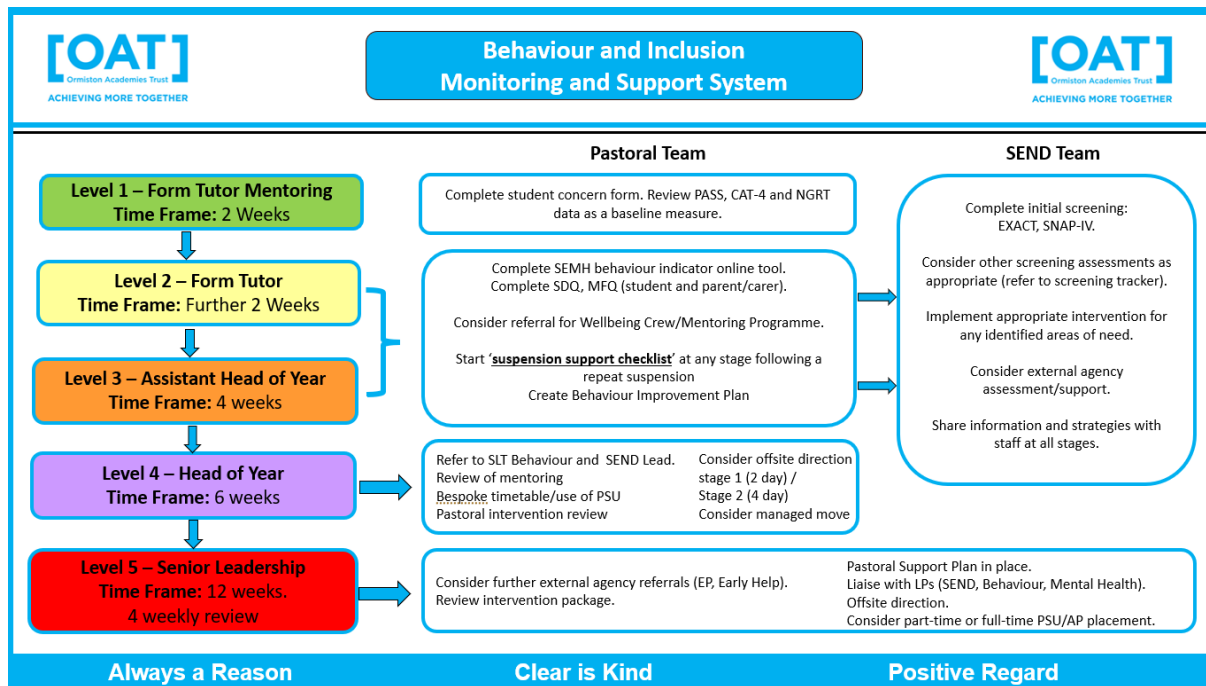 [OAT]
Ormiston Academies Trust
ACHIEVING MORE TOGETHER
Behaviour and Inclusion
Monitoring and Support System
[OAT]
Ormiston Academies Trust
ACHIEVING MORE TOGETHER
Pastoral Team
SEND Team
Level 1 – Form Tutor Mentoring
Time Frame: 2 Weeks
Complete student concern form. Review PASS, CAT-4 and NGRT
data as a baseline measure.
Level 2 – Form Tutor
Time Frame: Further 2 Weeks
Level 3 – Assistant Head of Year
Time Frame: 4 weeks
Complete SEMH behaviour indicator online tool.
Complete SDQ, MFQ (student and parent/carer).
Consider referral for Wellbeing Crew/Mentoring Programme.
Start ‘suspension support checklist’ at any stage following a
repeat suspension
Create Behaviour Improvement Plan
Complete initial screening:
EXACT, SNAP-IV.
Consider other screening assessments as
appropriate (refer to screening tracker).
Implement appropriate intervention for
any identified areas of need.
Consider external agency
assessment/support.
Share information and strategies with
staff at all stages.
Level 4 – Head of Year
Time Frame: 6 weeks
Refer to SLT Behaviour and SEND Lead.
Review of mentoring
Bespoke timetable/use of PSU
Pastoral intervention review
Consider offsite direction
stage 1 (2 day) /
Stage 2 (4 day)
Consider managed move
Level 5 – Senior Leadership
Time Frame: 12 weeks.
4 weekly review
Consider further external agency referrals (EP, Early Help).
Review intervention package.
Pastoral Support Plan in place.
Liaise with LPs (SEND, Behaviour, Mental Health).
Offsite direction.
Consider part-time or full-time PSU/AP placement.
Always a Reason
Clear is Kind
Positive Regard